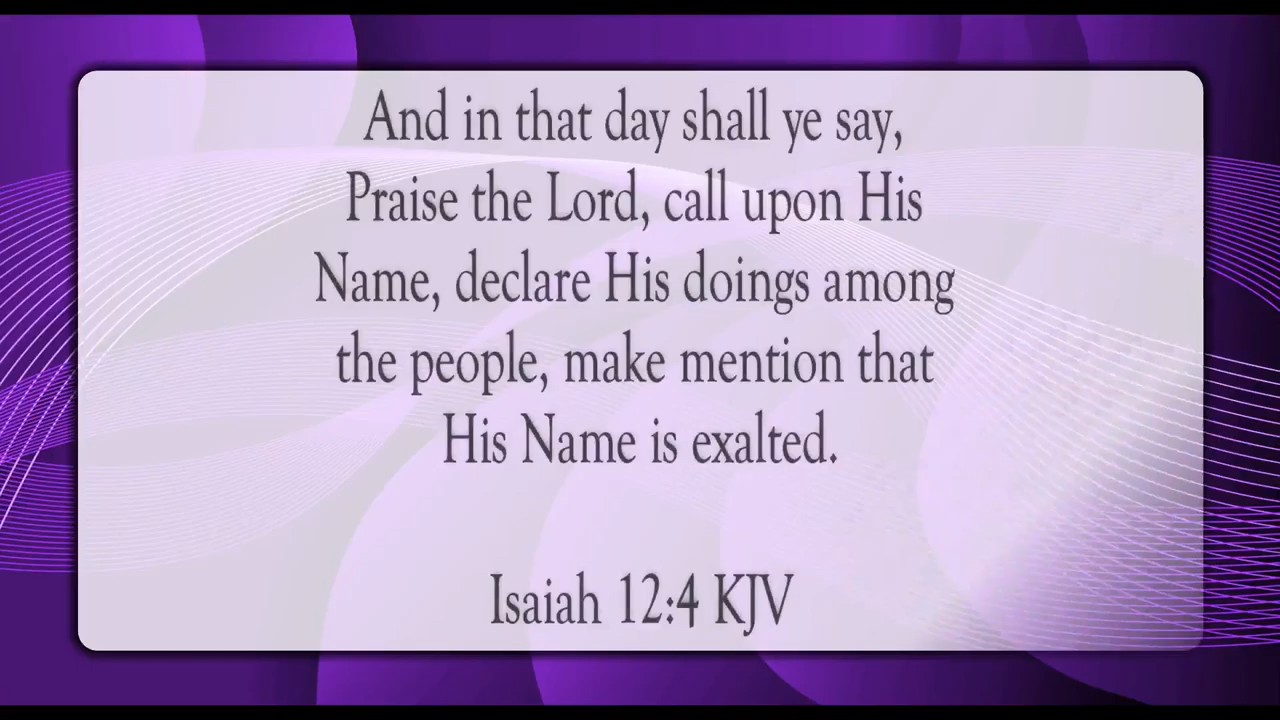 And in that day shall ye say,
Praise the Lord, call upon His
Name, declare His doings among
the people, make mention that
His Name is exalted.
Isaiah 12:4 KJV